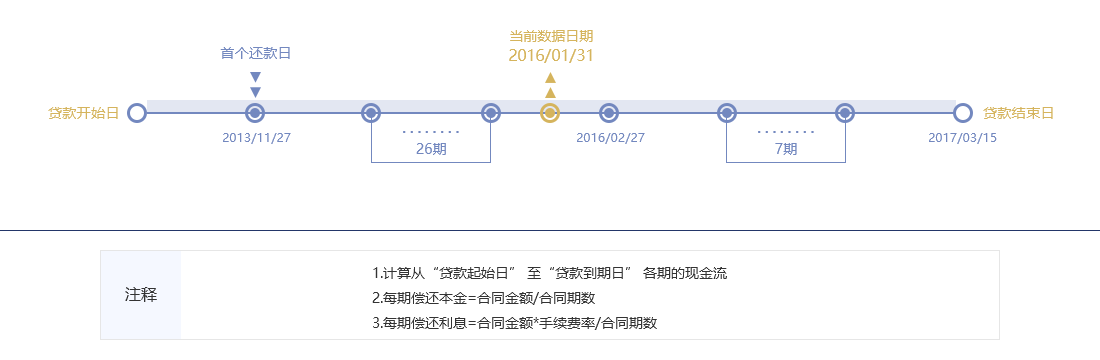 首个还款日
当前数据日期
2016/01/31
贷款开始日
贷款结束日
2013/11/27
26期
2016/02/27
7期
2017/03/15
注释
1.计算从“贷款起始日” 至“贷款到期日” 各期的现金流
2.每期偿还本金=合同金额/合同期数
3.每期偿还利息=合同金额*手续费率/合同期数